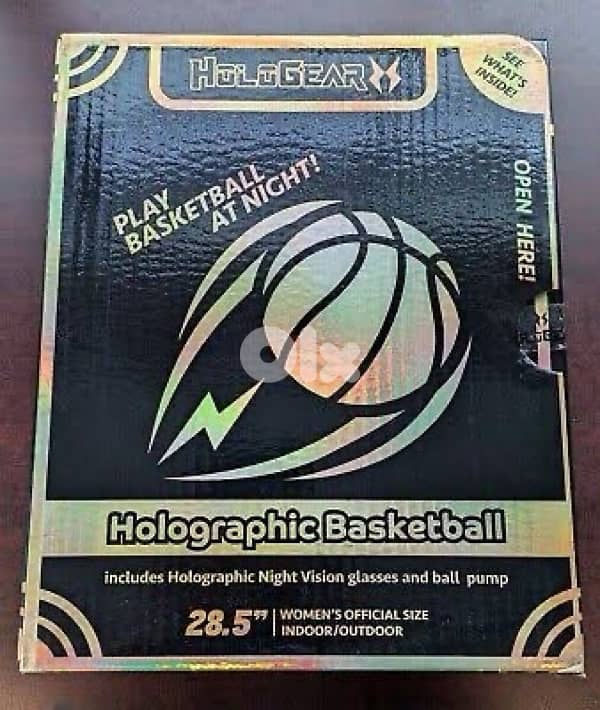 HOLOGEAR
SEE
WHAT'S
INSIDE!
PLAY
BASKETBALL
AT NIGHT!
OPEN HERE!
olx
Holographic Basketball
includes Holographic Night Vision glasses and ball pump
28.5"
WOMEN'S OFFICIAL SIZE
INDOOR/OUTDOOR